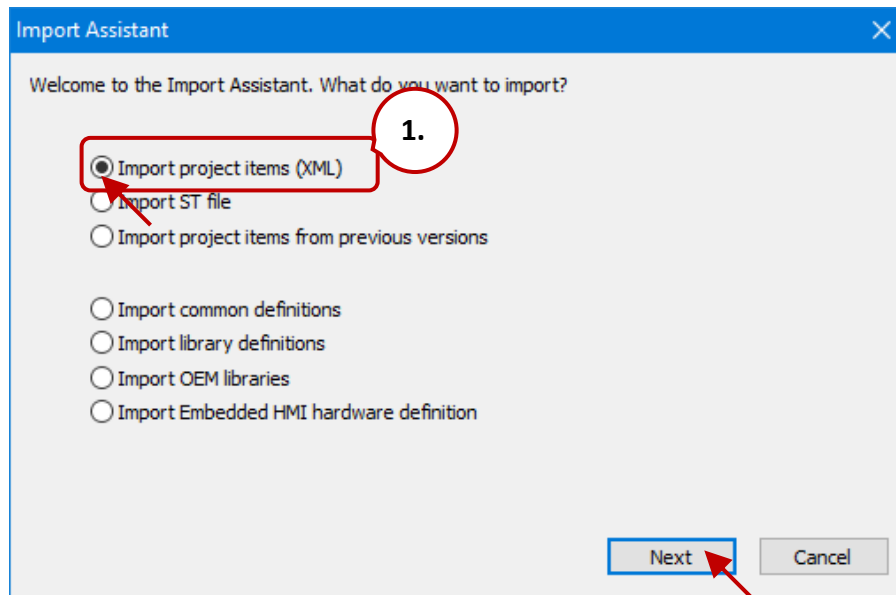 Import Assistant
Welcome to the Import Assistant. What do you want to import?
1.
Import project items (XML)
Import ST file
Import project items from previous versions
Import common definitions
Import library definitions
Import OEM libraries
Import Embedded HMI hardware definition
Next Cancel